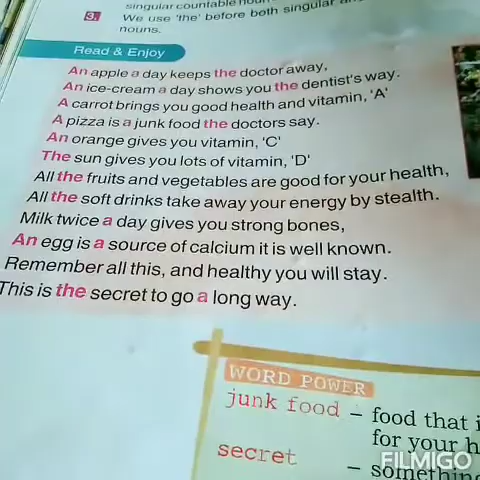 singular countable
3. We use 'the' before both singular
nouns.
Read & Enjoy
An apple a day keeps the doctor away,
An ice-cream a day shows you the dentist's way.
A carrot brings you good health and vitamin, 'A'
A pizza is a junk food the doctors say.
An orange gives you vitamin, 'C'
The sun gives you lots of vitamin, 'D'
All the fruits and vegetables are good for your health,
All the soft drinks take away your energy by stealth.
Milk twice a day gives you strong bones,
An egg is a source of calcium it is well known.
Remember all this, and healthy you will stay.
This is the secret to go a long way.
WORD POWER
junk food – food that
for your
secret – something
FILMIGO